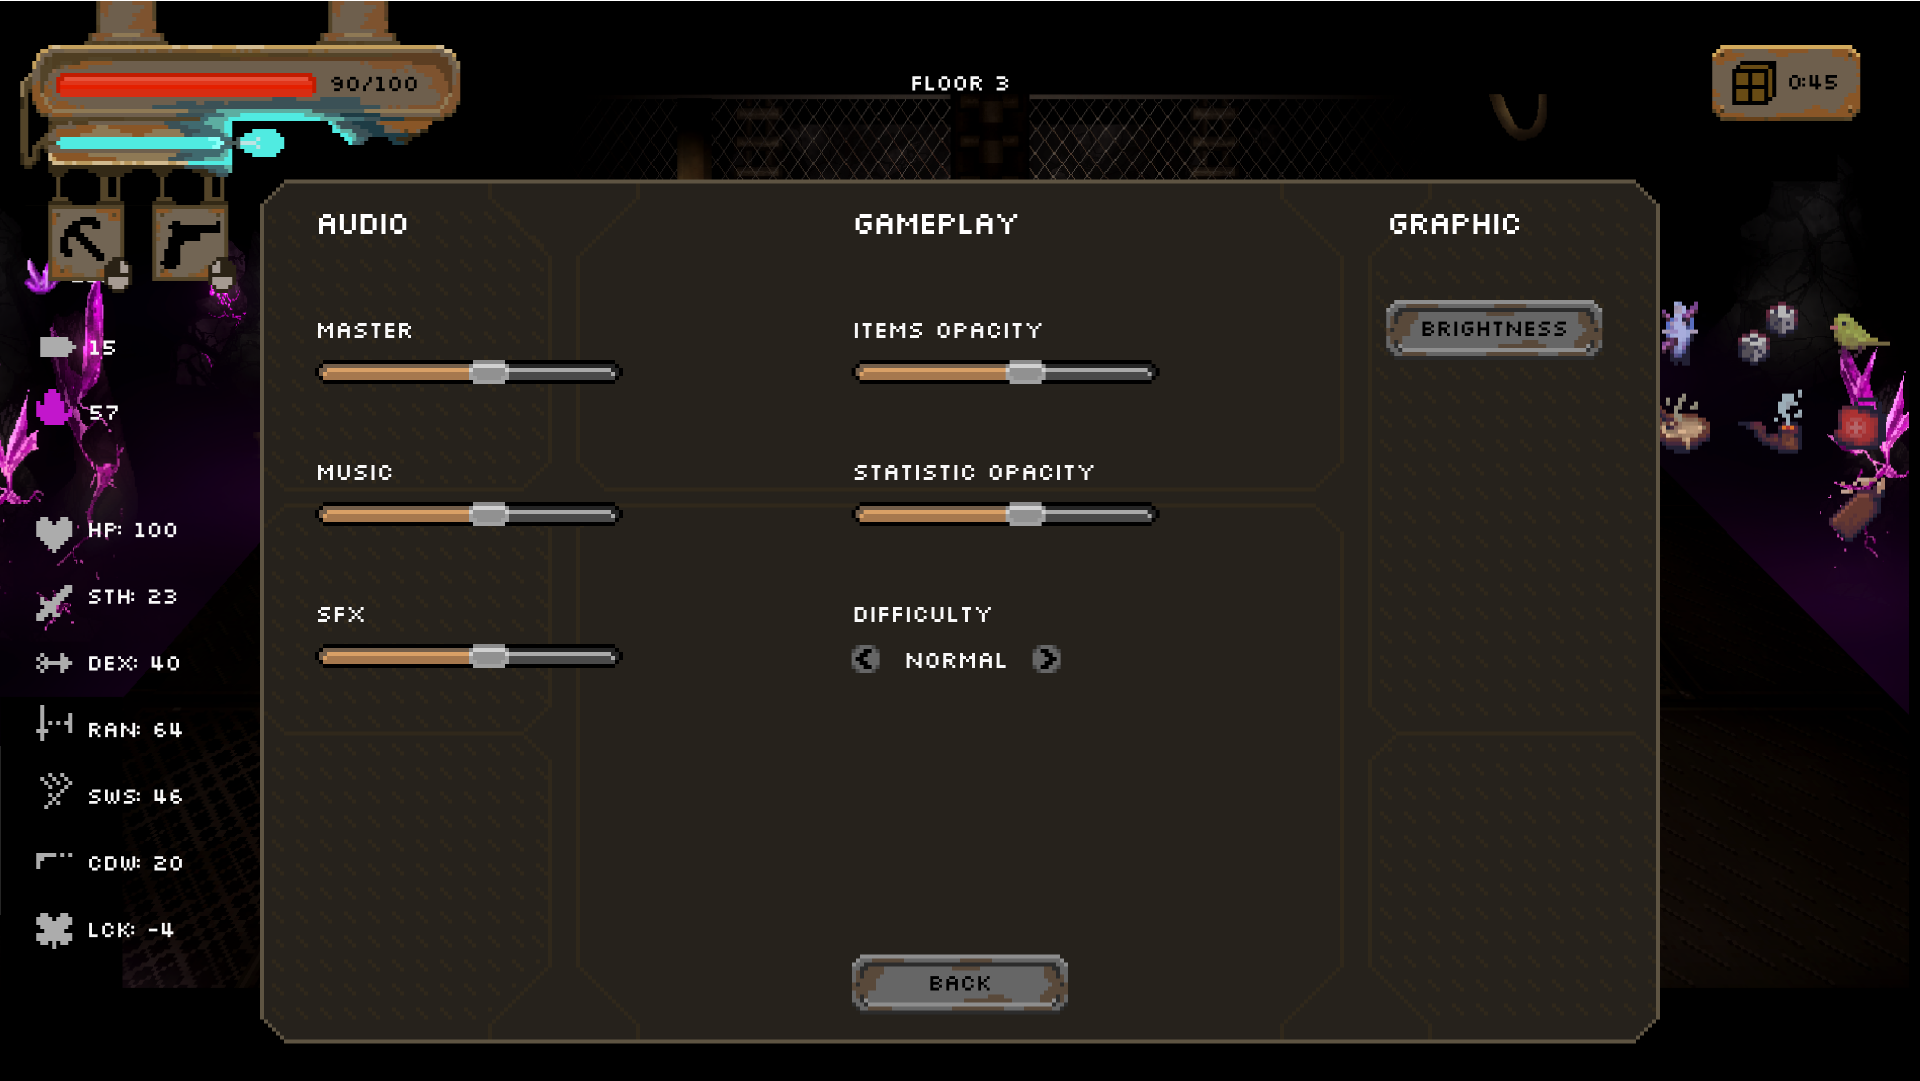 90/100
FLOOR 3
0:45
AUDIO
GAMEPLAY
GRAPHIC
MASTER
ITEMS OPACITY
BRIGHTNESS
15
57
MUSIC
STATISTIC OPACITY
HP: 100
STH: 23
SFX
DIFFICULTY
< NORMAL >
DEX: 40
RAN: 64
SWS: 46
CDW: 20
LCK: -4
BACK